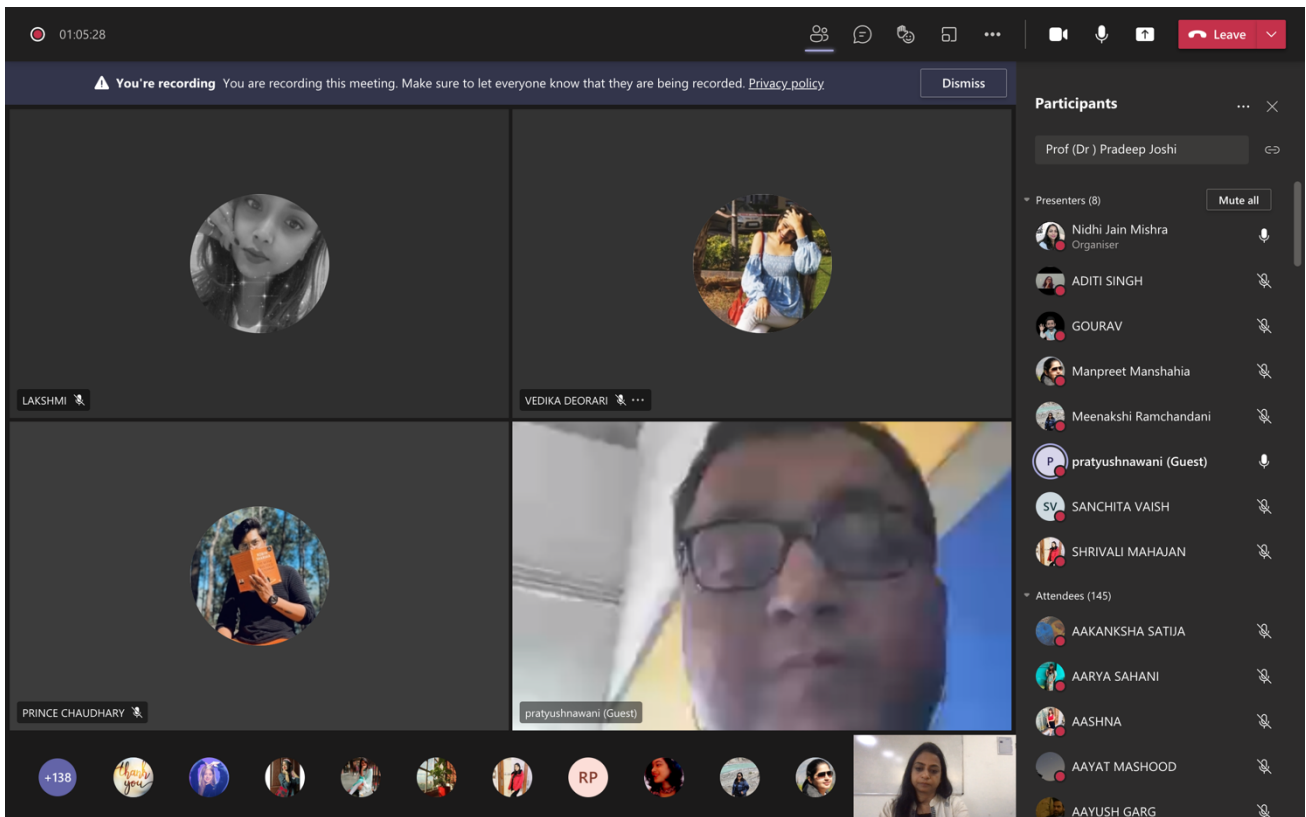 01:05:28
Leave
You're recording You are recording this meeting. Make sure to let everyone know that they are being recorded. Privacy policy
Dismiss
LAKSHMI
VEDIKA DEORARI
PRINCE CHAUDHARY
pratyushnawani (Guest)
+138
thank you
RP
Participants
Prof (Dr ) Pradeep Joshi
Presenters (8)
Mute all
Nidhi Jain Mishra
Organiser
ADITI SINGH
GOURAV
Manpreet Manshahia
Meenakshi Ramchandani
P
pratyushnawani (Guest)
SV
SANCHITA VAISH
SHRIVALI MAHAJAN
Attendees (145)
AAKANKSHA SATIJA
AARYA SAHANI
AASHNA
AAYAT MASHOOD
AAYUSH GARG